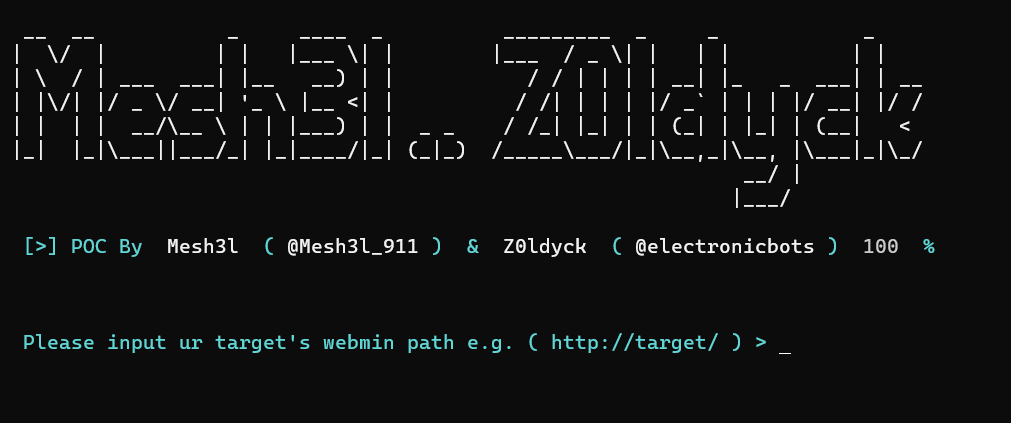 Mesh3l.. Z0ldyck
[>] POC By Mesh3l ( @Mesh3l_911 ) & Z0ldyck ( @electronicbots ) 100 %
Please input ur target's webmin path e.g. ( http://target/ ) > _